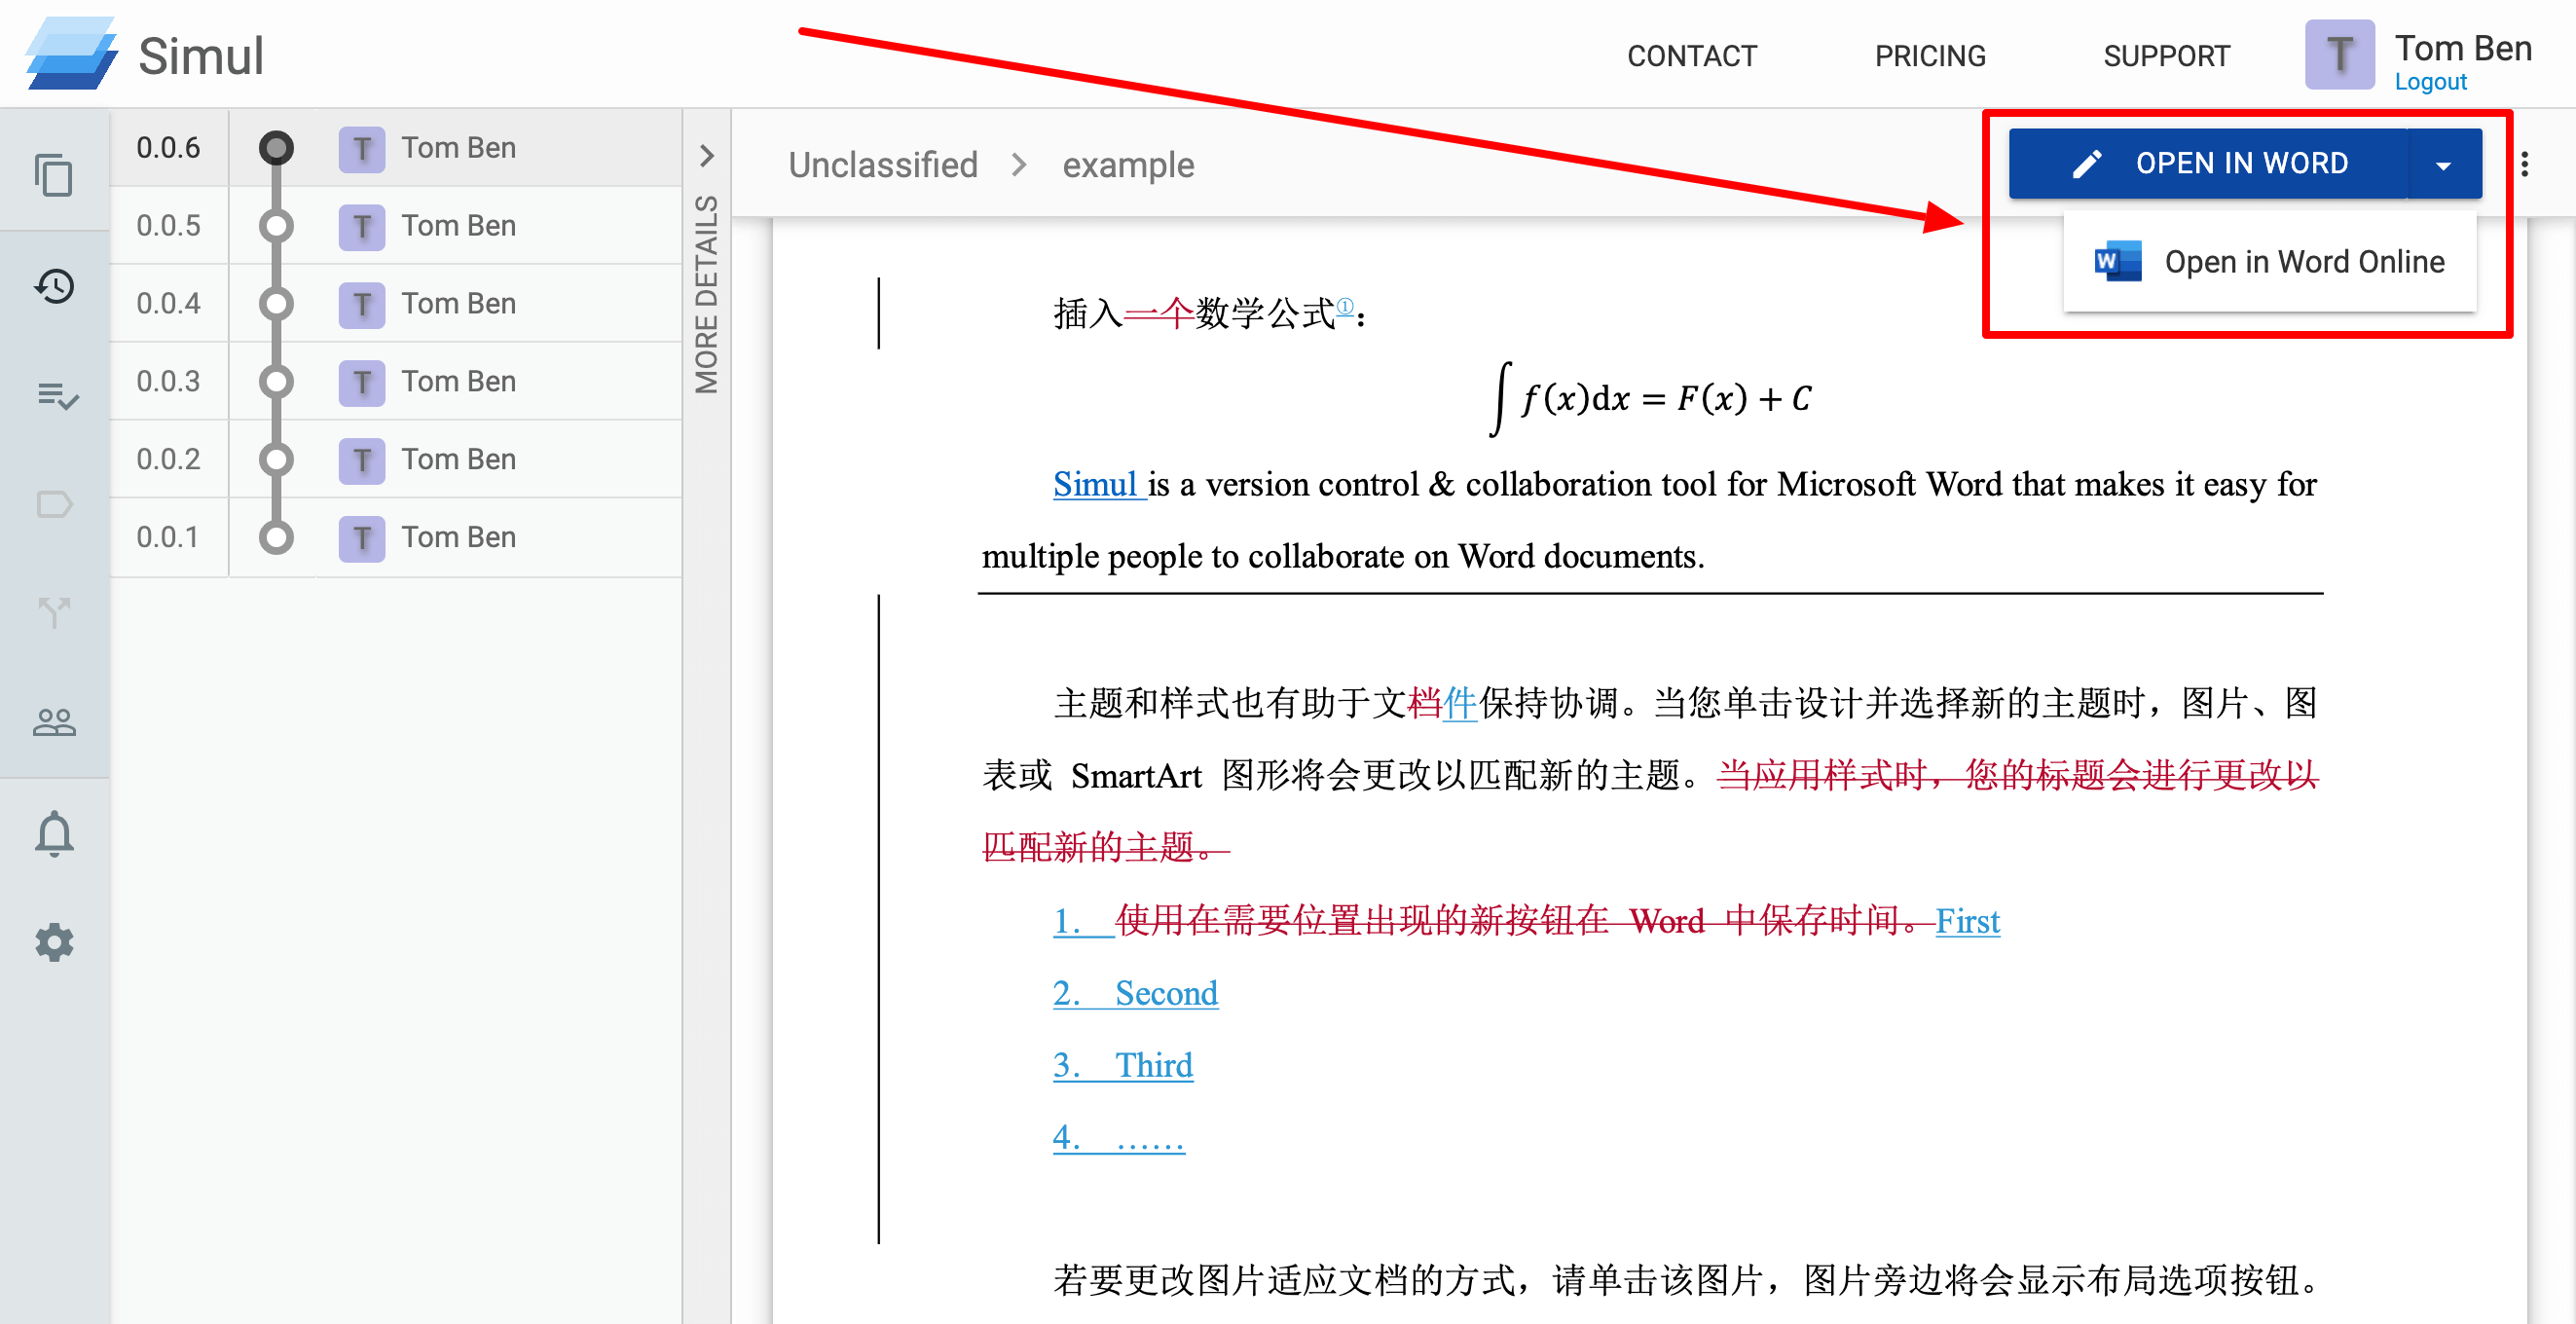 Simul
CONTACT
PRICING
SUPPORT
T
Tom Ben
Logout
0.0.6 T Tom Ben
0.0.5 T Tom Ben
0.0.4 T Tom Ben
0.0.3 T Tom Ben
0.0.2 T Tom Ben
0.0.1 T Tom Ben
MORE DETAILS
Unclassified > example
OPEN IN WORD
W Open in Word Online
插入一个数学公式①：
∫ f(x)dx = F(x) + C
Simul is a version control & collaboration tool for Microsoft Word that makes it easy for
multiple people to collaborate on Word documents.
主题和样式也有助于文档件保持协调。当您单击设计并选择新的主题时，图片、图
表或 SmartArt 图形将会更改以匹配新的主题。当应用样式时，您的标题会进行更改以
匹配新的主题。
1. 使用在需要位置出现的新按钮在 Word 中保存时间。First
2. Second
3. Third
4. ……
若要更改图片适应文档的方式，请单击该图片，图片旁边将会显示布局选项按钮。